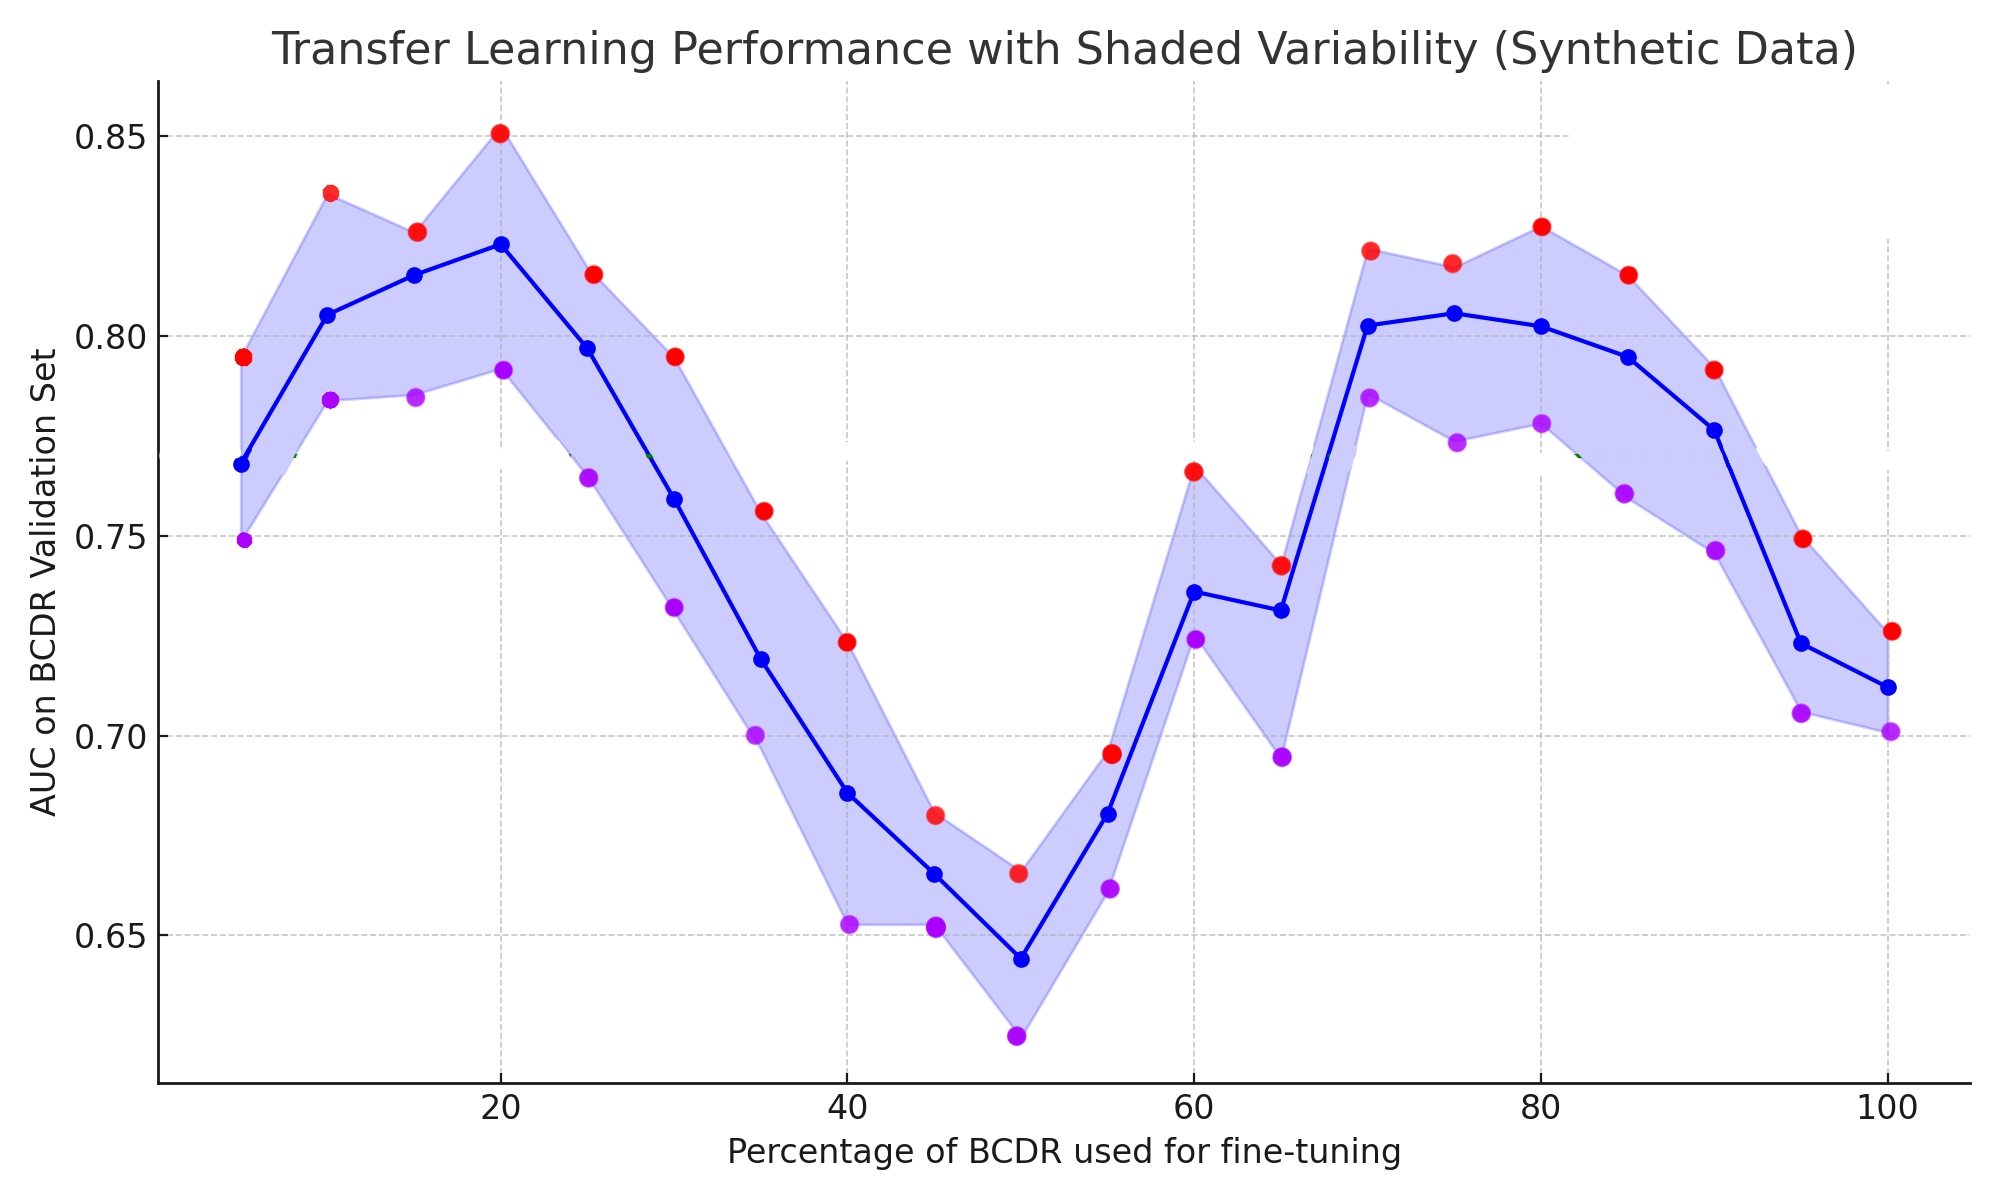 Transfer Learning Performance with Shaded Variability (Synthetic Data)
0.85
0.80
0.75
0.70
0.65
AUC on BCDR Validation Set
20 40 60 80 100
Percentage of BCDR used for fine-tuning